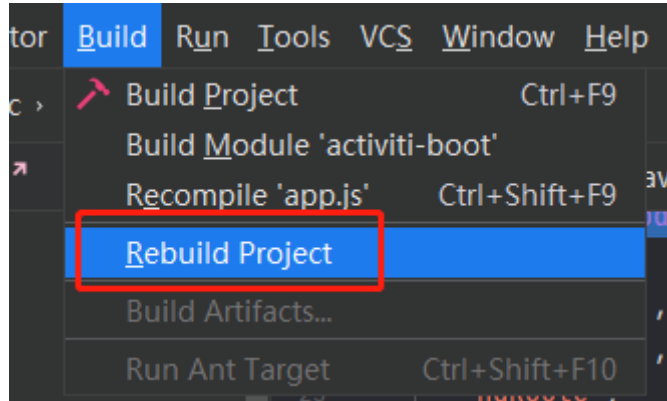 tor Build Run Tools VCS Window Help
c ›
Build Project Ctrl+F9
Build Module 'activiti-boot'
Recompile 'app.js' Ctrl+Shift+F9
av
Rebuild Project
Build Artifacts...
,
Run Ant Target Ctrl+Shift+F10
,